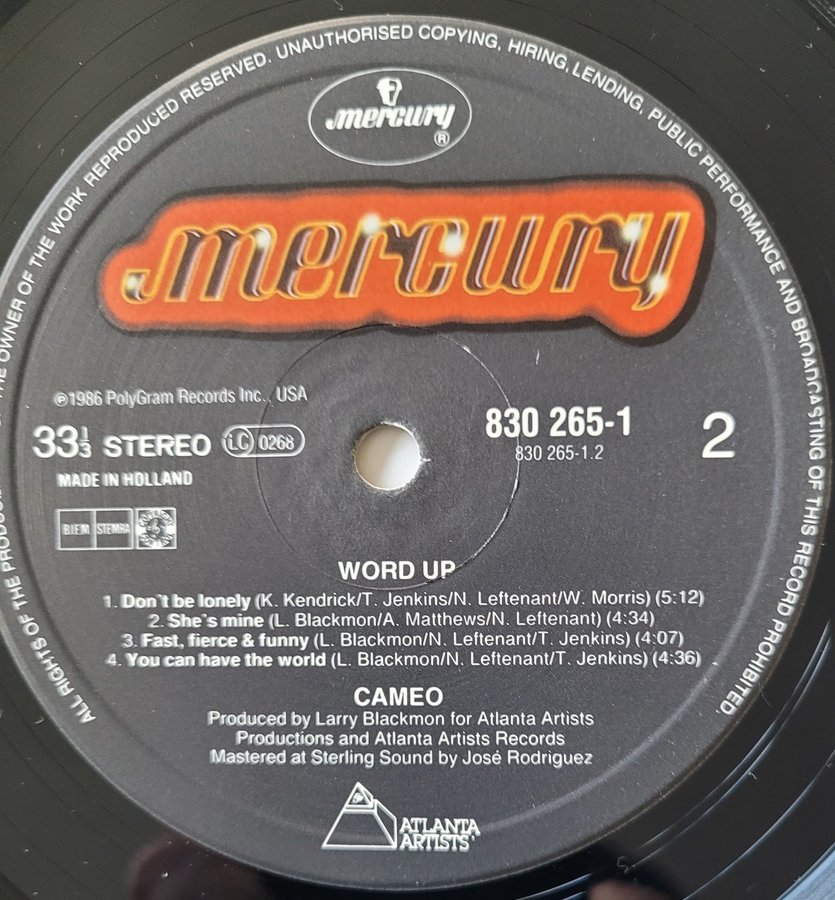 ALL RIGHTS OF THE PRODUC THE OWNER OF THE WORK REPRODUCED RESERVED. UNAUTHORISED COPYING, HIRING, LENDING, PUBLIC PERFORMANCE AND BROADCASTING OF THIS RECORD PROHIBITED.
mercury
®
mercury
℗1986 PolyGram Records Inc., USA
33⅓ STEREO LC 0268
MADE IN HOLLAND
BIEM STEMRA
830 265-1
830 265-1.2
2
WORD UP
1. Don't be lonely (K. Kendrick/T. Jenkins/N. Leftenant/W. Morris) (5:12)
2. She's mine (L. Blackmon/A. Matthews/N. Leftenant) (4:34)
3. Fast, fierce & funny (L. Blackmon/N. Leftenant/T. Jenkins) (4:07)
4. You can have the world (L. Blackmon/N. Leftenant/T. Jenkins) (4:36)
CAMEO
Produced by Larry Blackmon for Atlanta Artists
Productions and Atlanta Artists Records
Mastered at Sterling Sound by José Rodriguez
ATLANTA
ARTISTS